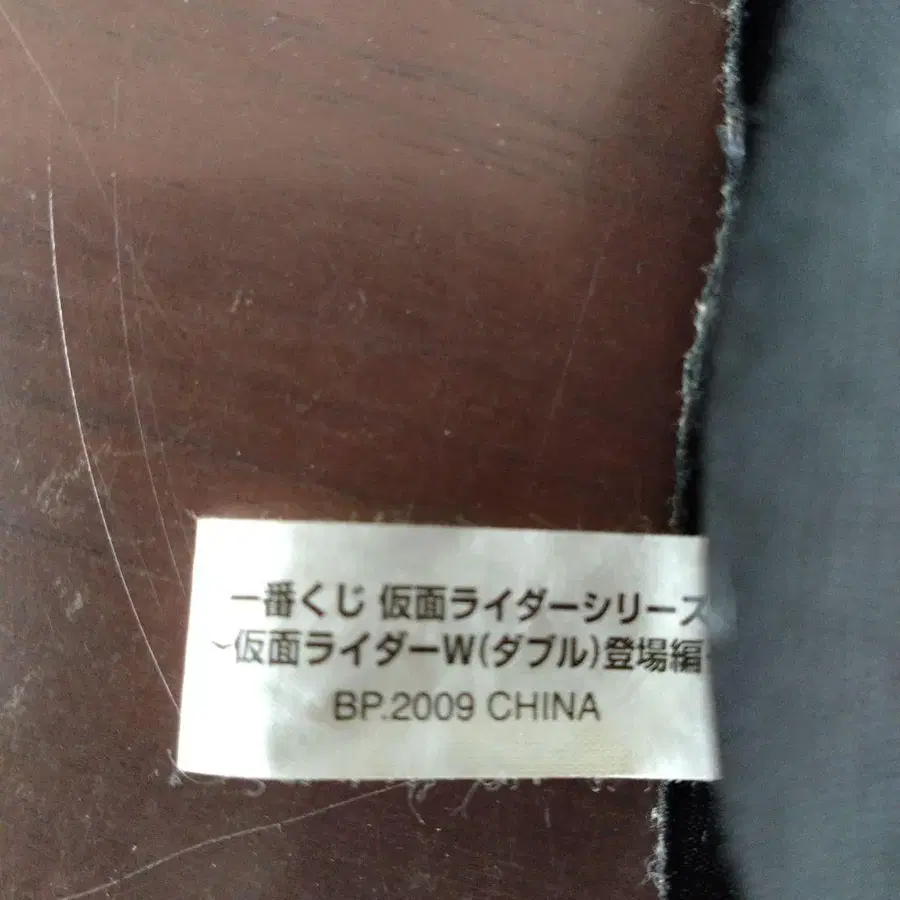 一番くじ 仮面ライダーシリーズ
~仮面ライダーW(ダブル)登場編
BP.2009 CHINA